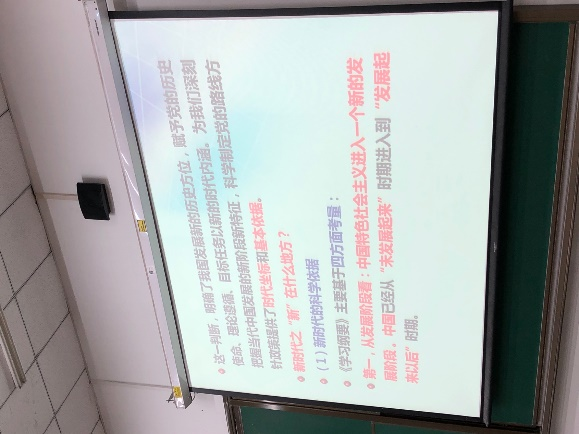 这一判断，明确了我国发展新的历史方位，赋予党的历史
使命、理论遵循、目标任务以新的时代内涵。为我们深刻
把握当代中国发展的新阶段新特征，科学制定党的路线方
针政策提供了时代坐标和基本依据。
新时代之“新”在什么地方？
（1）新时代的科学依据
《学习纲要》主要基于四方面考量：
第一，从发展阶段看：中国特色社会主义进入一个新的发
展阶段。中国已经从“未发展起来”时期进入到“发展起
来以后”时期。